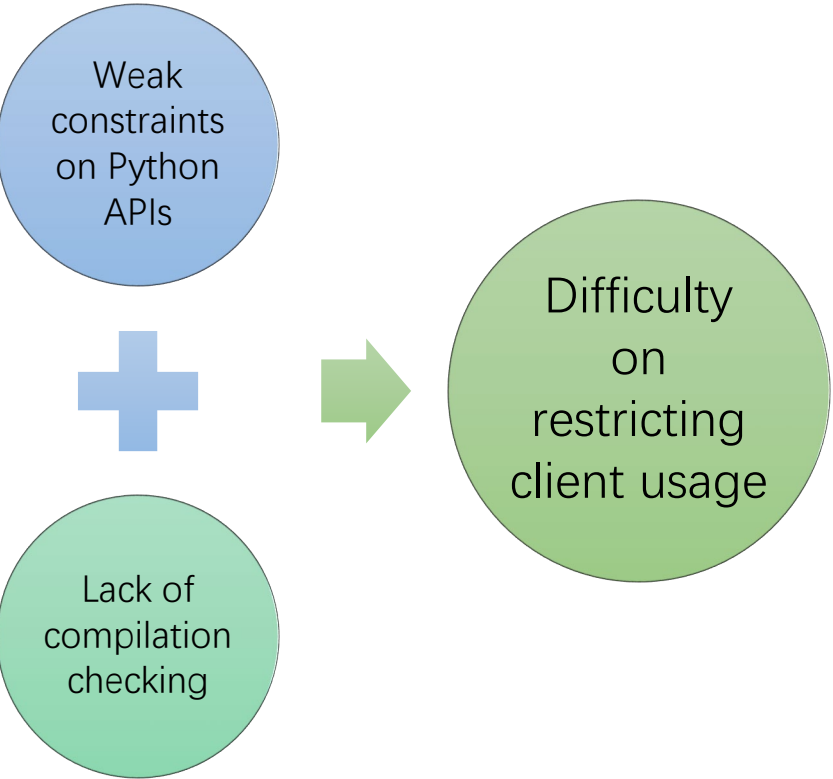 Weak
constraints
on Python
APIs
Lack of
compilation
checking
Difficulty
on
restricting
client usage